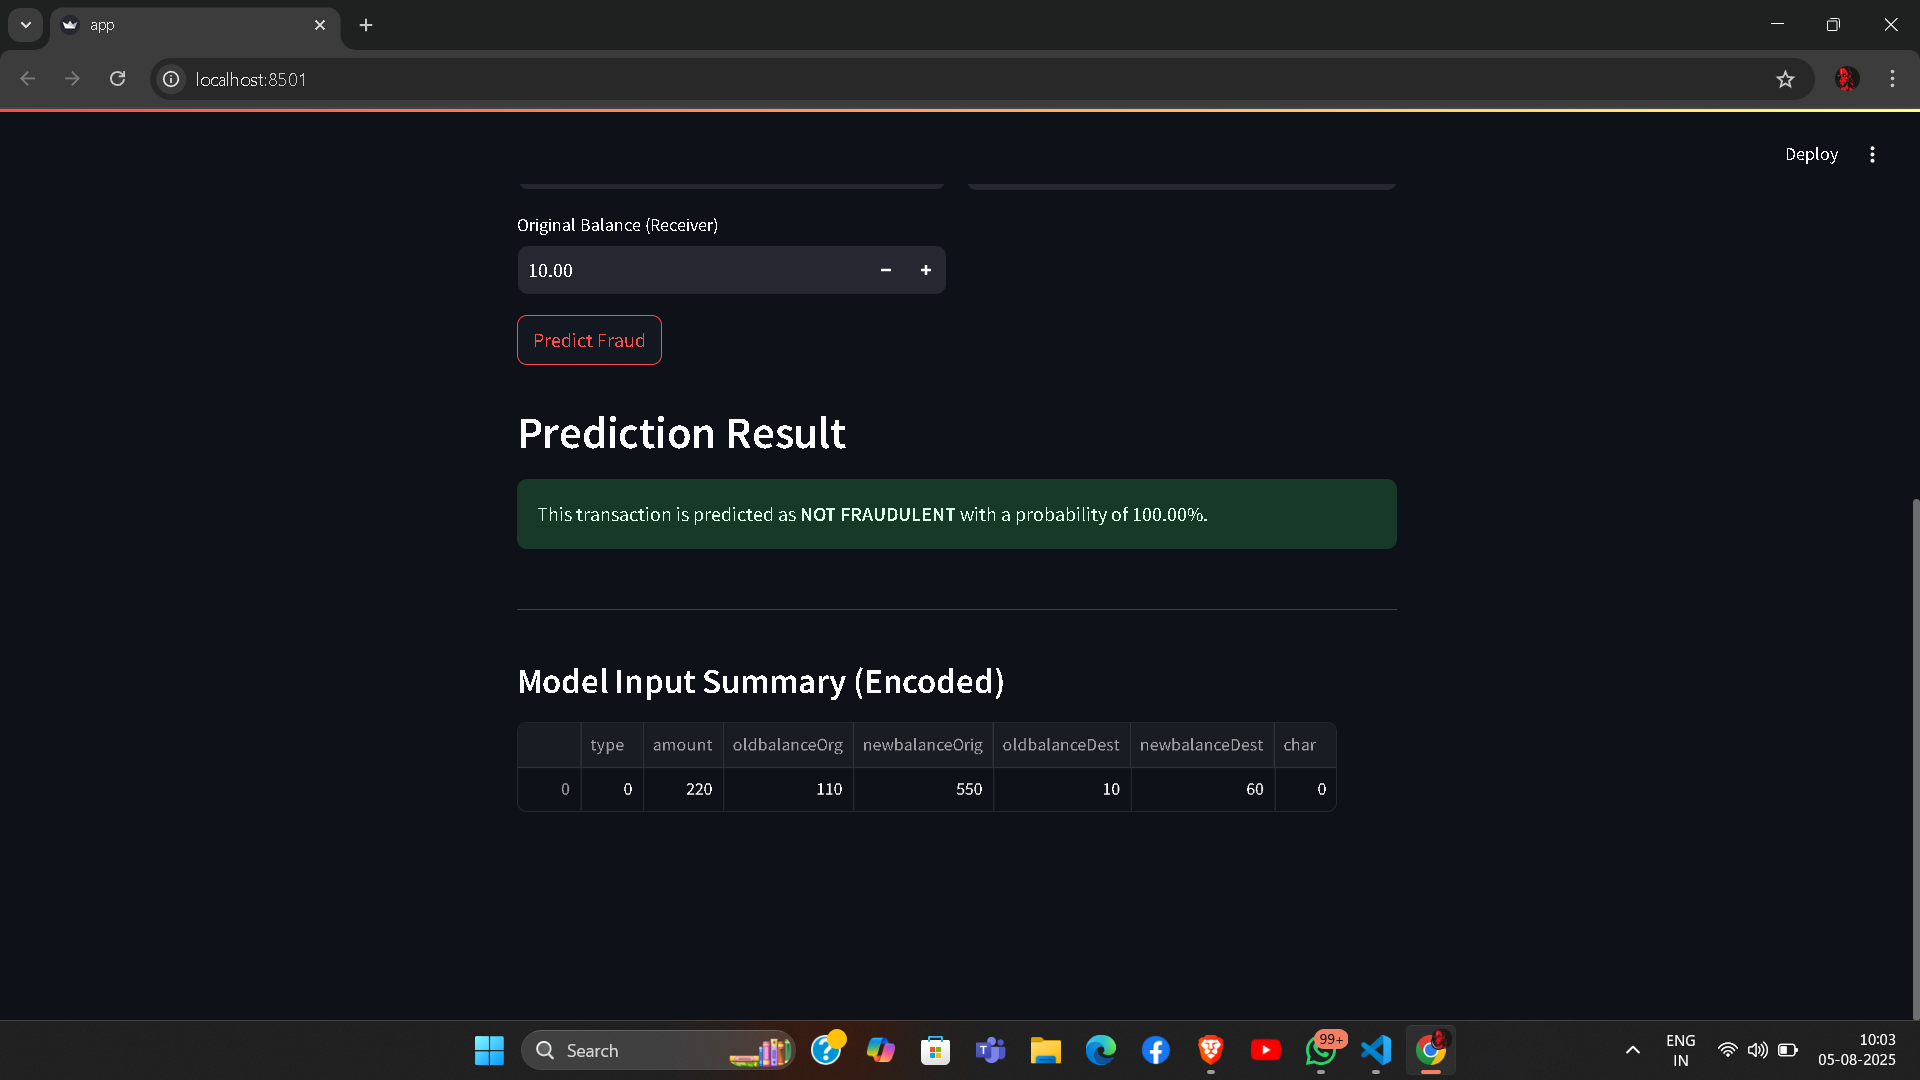 app
localhost:8501
Deploy
Original Balance (Receiver)
10.00
Predict Fraud
Prediction Result
This transaction is predicted as NOT FRAUDULENT with a probability of 100.00%.
Model Input Summary (Encoded)
type amount oldbalanceOrg newbalanceOrig oldbalanceDest newbalanceDest char
0 0 220 110 550 10 60 0
Search
99+
ENG
IN
10:03
05-08-2025